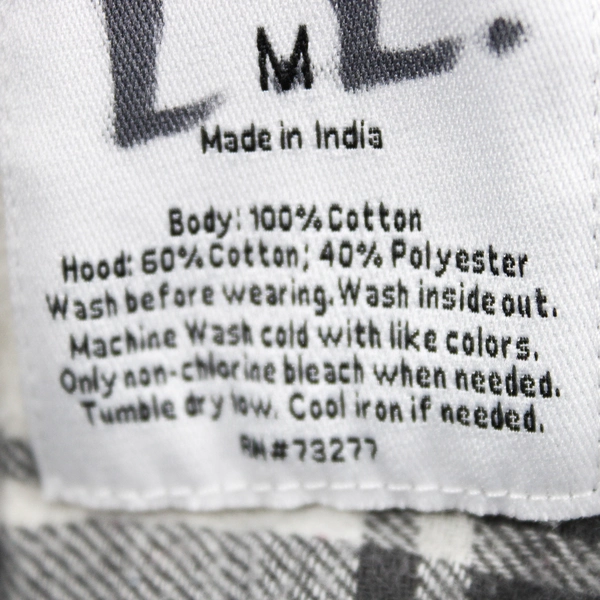 M
Made in India
Body: 100% Cotton
Hood: 60% Cotton; 40% Polyester
Wash before wearing. Wash inside out.
Machine Wash cold with like colors.
Only non-chlorine bleach when needed.
Tumble dry low. Cool iron if needed.
RN#73277